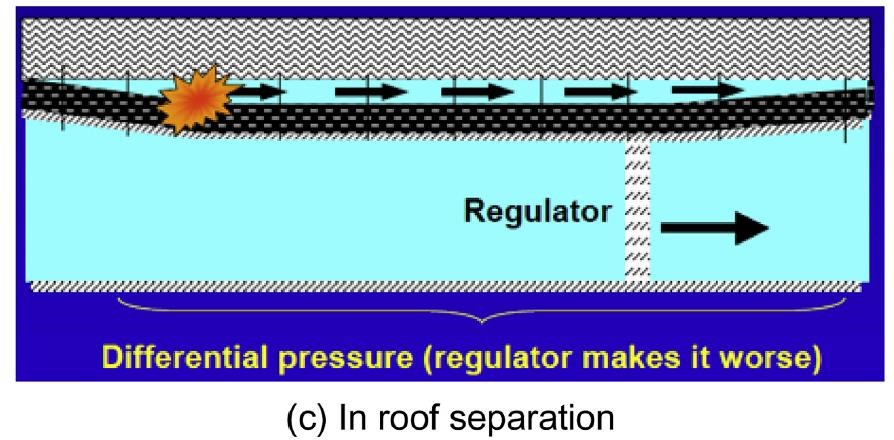 Regulator
Differential pressure (regulator makes it worse)
(c) In roof separation